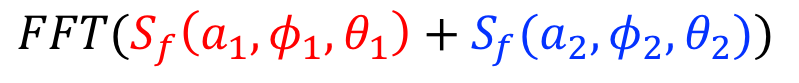 FFT(S_f(a_1, ϕ_1, θ_1) + S_f(a_2, ϕ_2, θ_2))